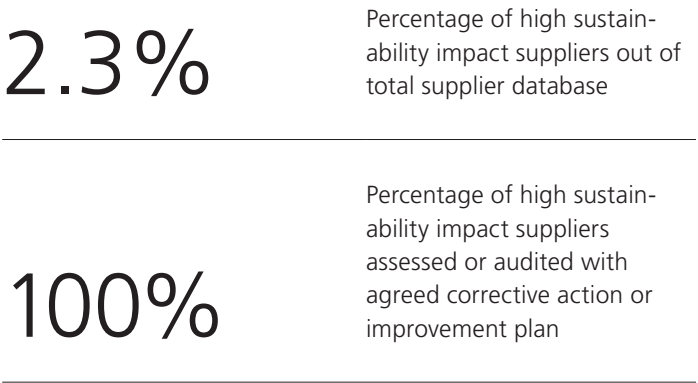 2.3%
Percentage of high sustain-
ability impact suppliers out of
total supplier database
100%
Percentage of high sustain-
ability impact suppliers
assessed or audited with
agreed corrective action or
improvement plan